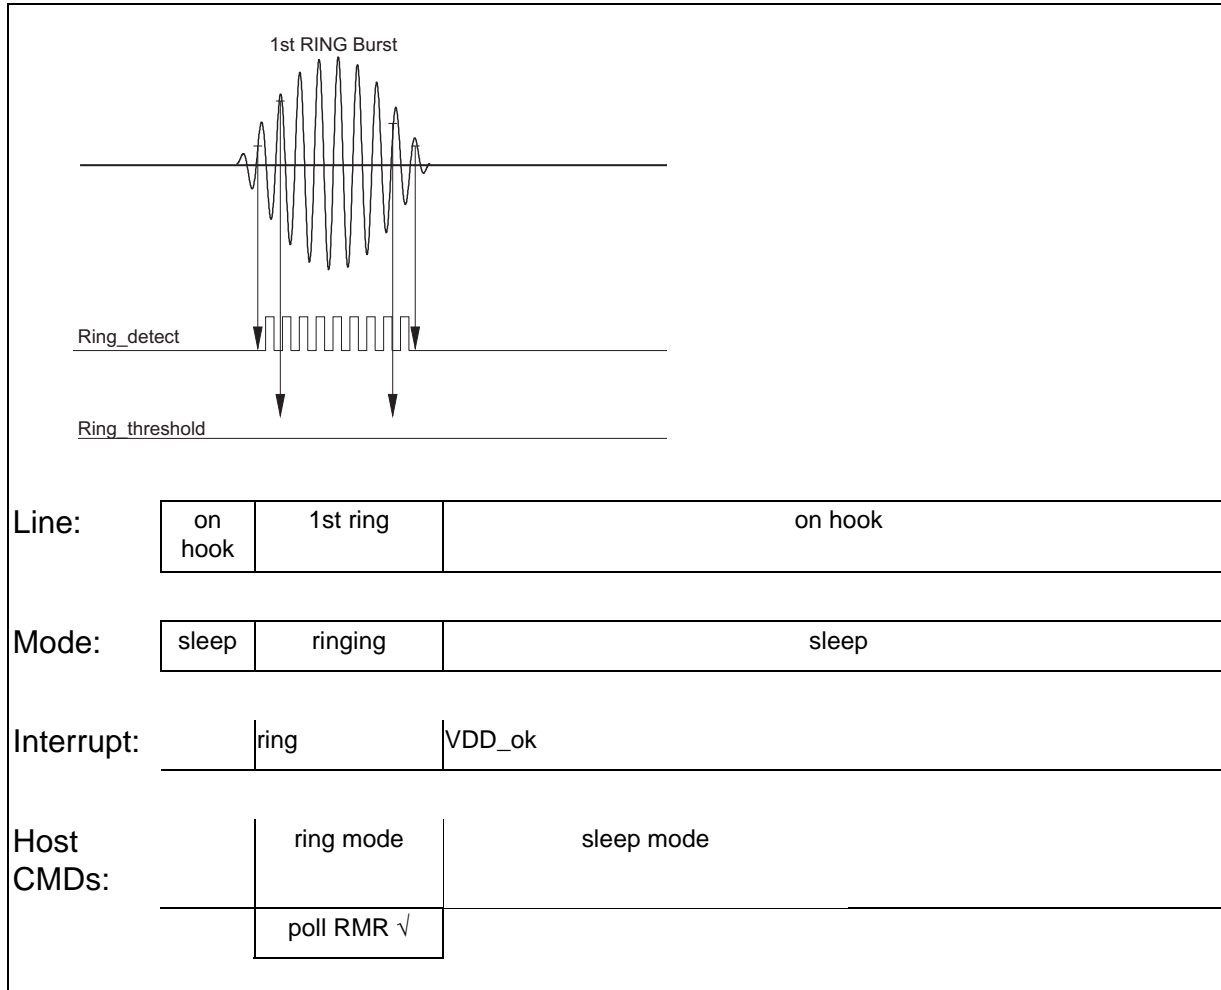 1st RING Burst
Ring_detect
Ring_threshold
Line:
on
hook
1st ring
on hook
Mode:
sleep
ringing
sleep
Interrupt:
ring
VDD_ok
Host
CMDs:
ring mode
sleep mode
poll RMR √